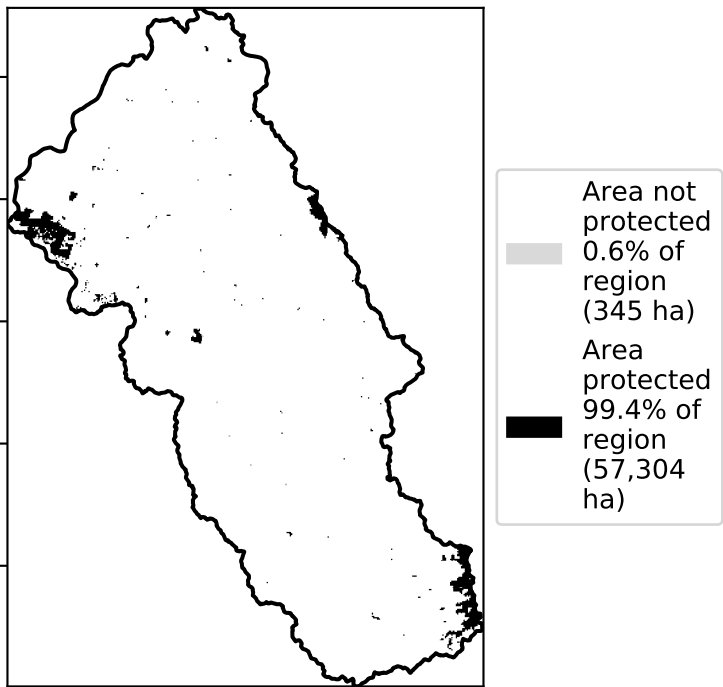 Area not
protected
0.6% of
region
(345 ha)
Area
protected
99.4% of
region
(57,304
ha)